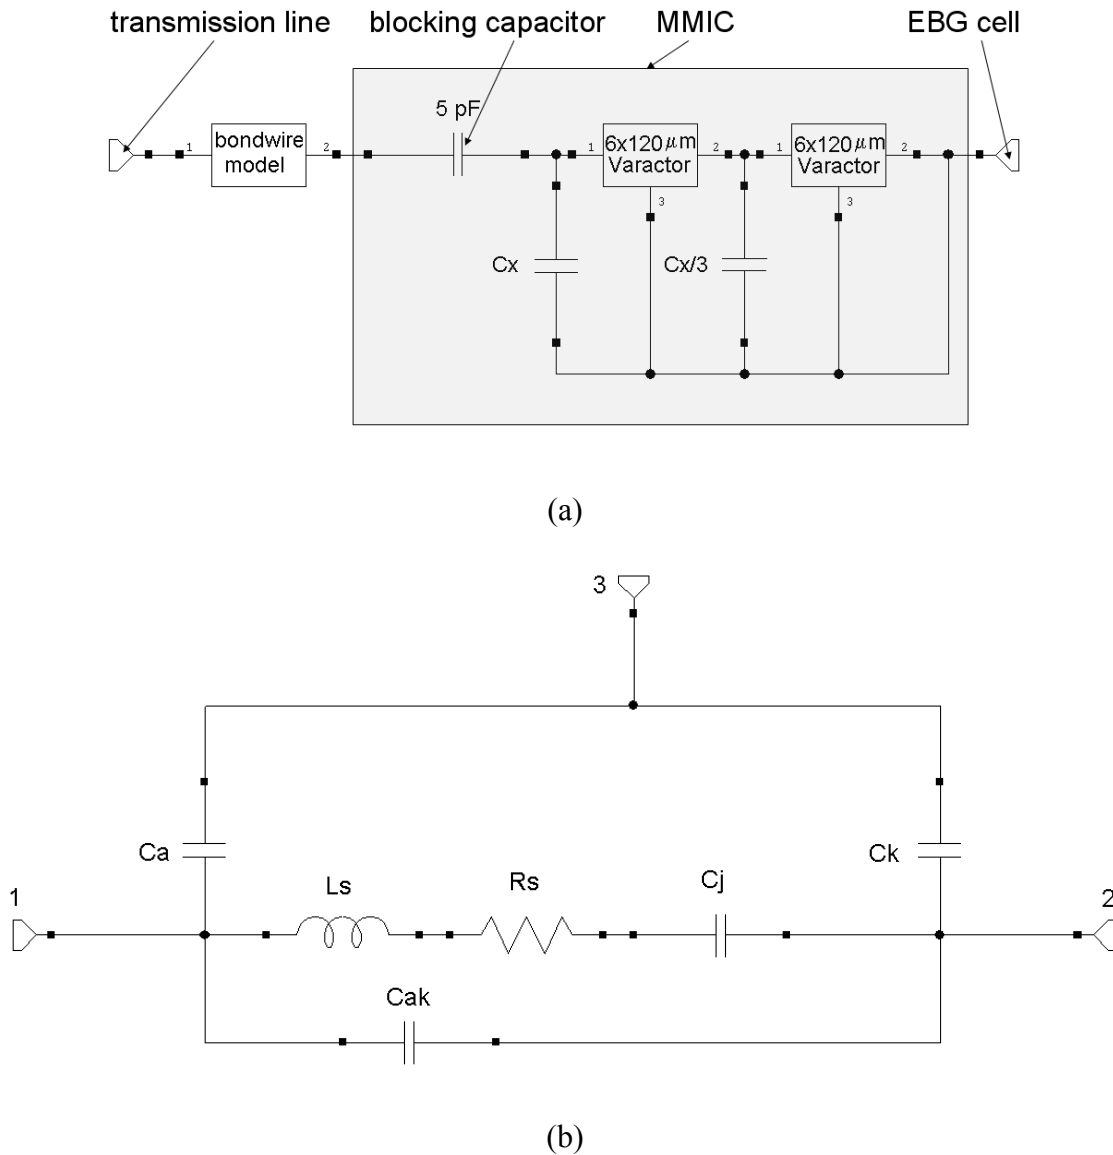 transmission line blocking capacitor MMIC EBG cell
5 pF
1 bondwire model 2
1 6x120μm Varactor 2
3
1 6x120μm Varactor 2
3
Cx
Cx/3
(a)
3
Ca
Ck
1
Ls
Rs
Cj
2
Cak
(b)